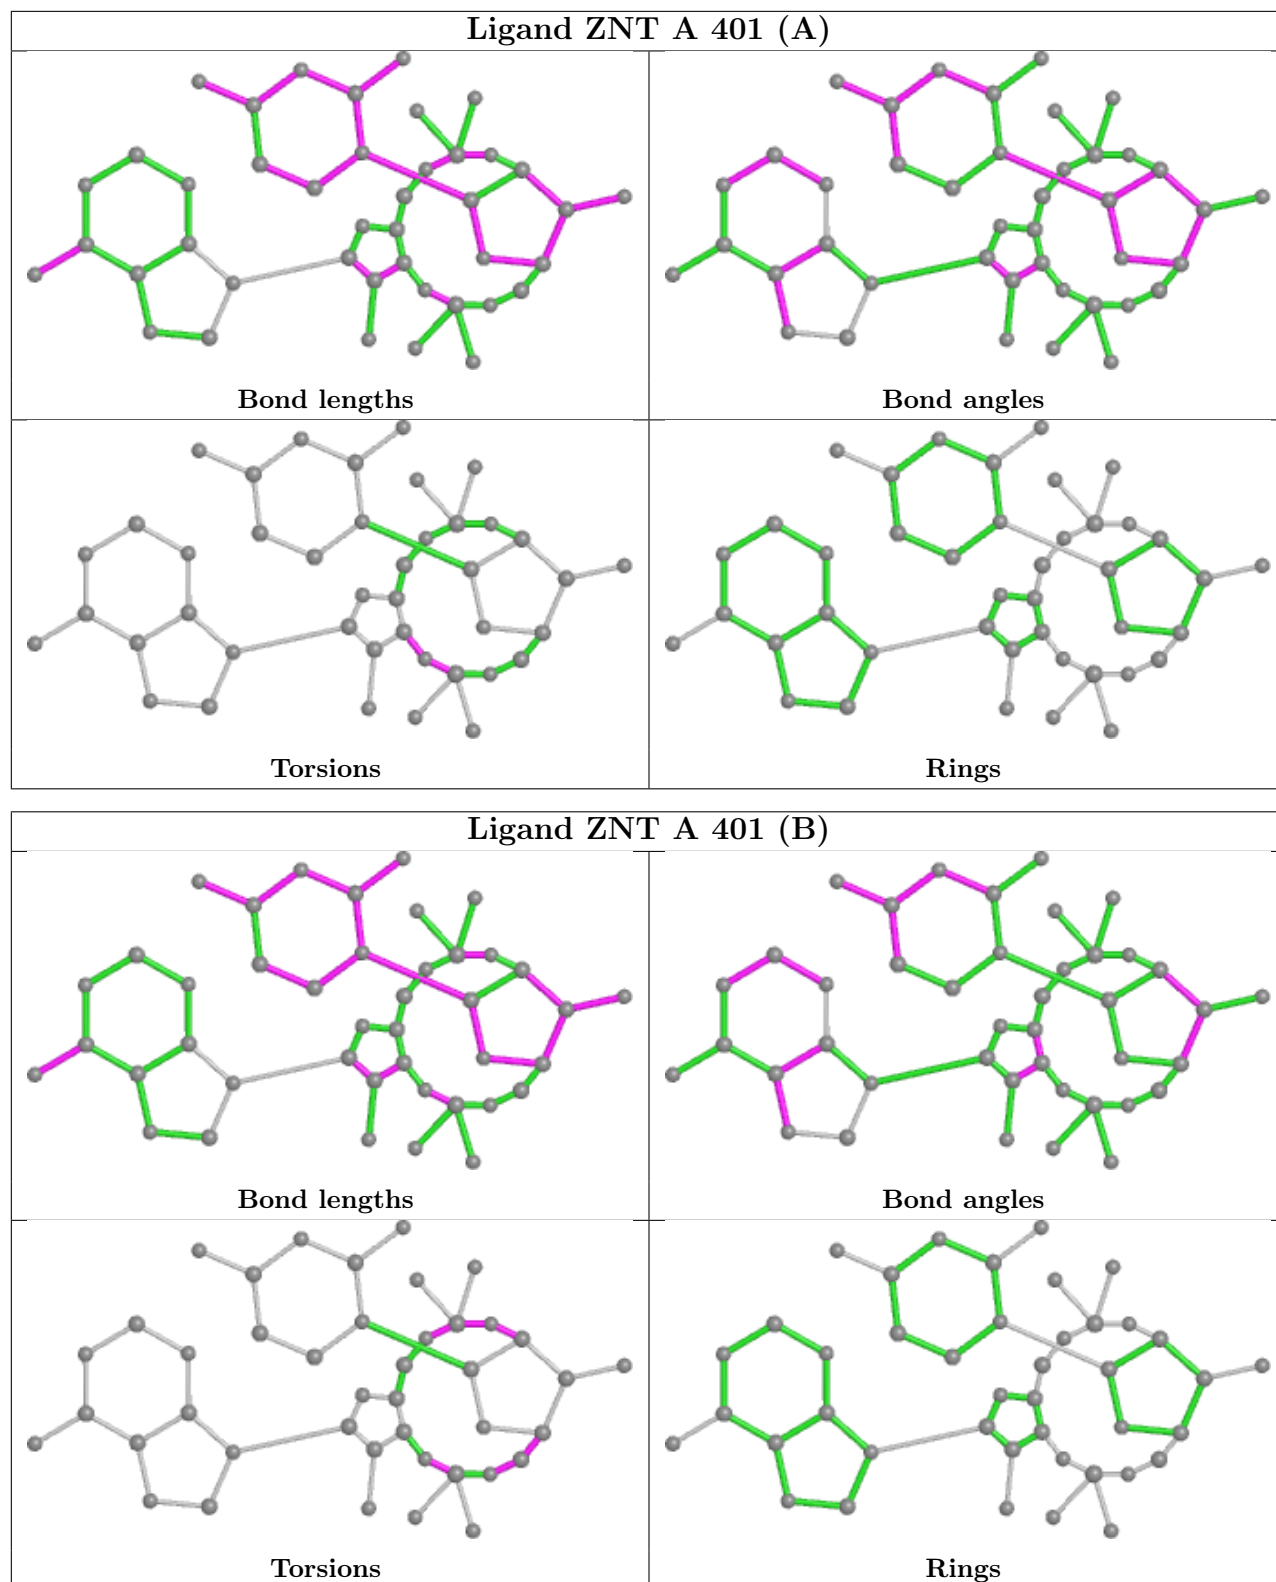 Ligand ZNT A 401 (A)
Bond lengths
Bond angles
Torsions
Rings
Ligand ZNT A 401 (B)
Bond lengths
Bond angles
Torsions
Rings